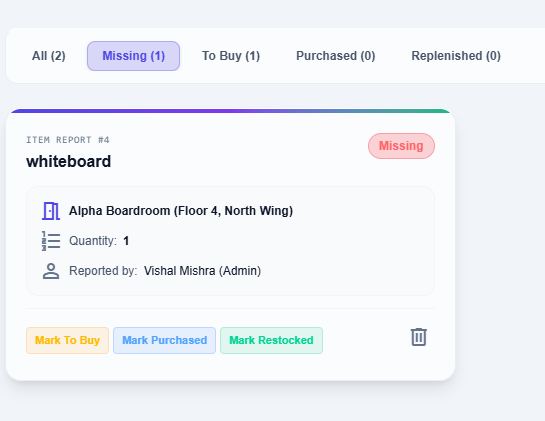 All (2) Missing (1) To Buy (1) Purchased (0) Replenished (0)
ITEM REPORT #4
whiteboard
Missing
Alpha Boardroom (Floor 4, North Wing)
Quantity: 1
Reported by: Vishal Mishra (Admin)
Mark To Buy Mark Purchased Mark Restocked